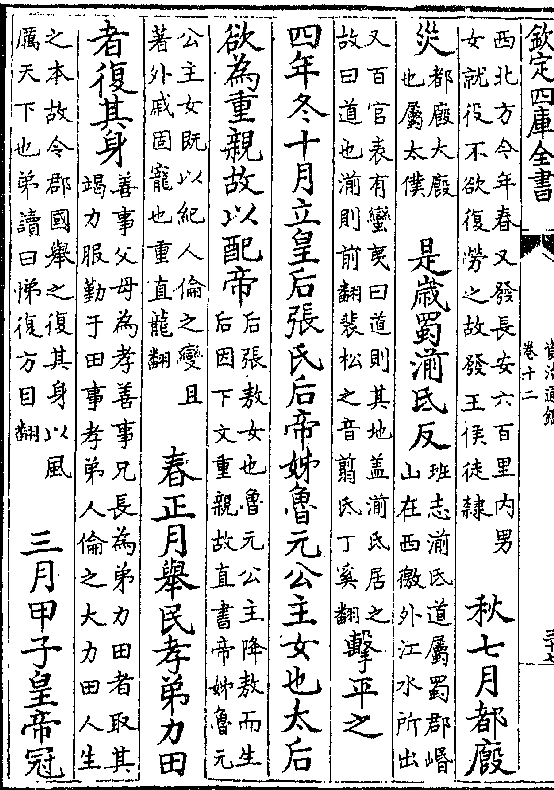 欽定四庫全書
資治通鑑
卷十二
西北方今年春又發長安六百里内男
女就役不欲復勞之故發王侯徒隸
秋七月都廐
災
都廐大廐
也屬太僕
是歳蜀湔氐反
班志湔氐道屬蜀郡㟭
山在西徼外江水所出
又百官表有蠻夷曰道則其地盖湔氐居之
故曰道也湔則前翻裴松之音翦氐丁奚翻
擊平之
四年冬十月立皇后張氏后帝姊魯元公主女也太后
欲為重親故以配帝
后張敖女也魯元公主降敖而生
后因下文重親故直書帝姊魯元
公主女既以紀人倫之變且
著外戚固寵也重直龍翻
春正月舉民孝弟力田
者復其身
善事父母為孝善事兄長為弟力田者取其
竭力服勤于田事孝弟人倫之大力田人生
之本故令郡國舉之復其身以風
厲天下也弟讀曰悌復方目翻
三月甲子皇帝冠